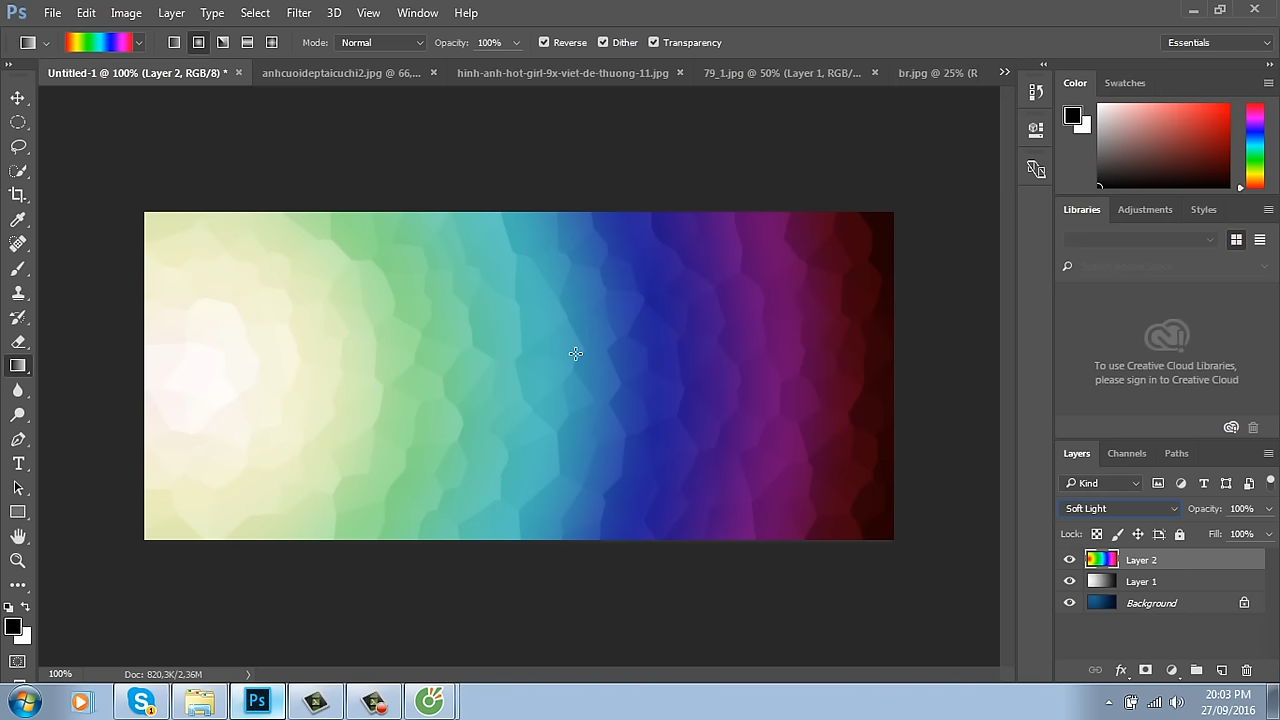 Ps File Edit Image Layer Type Select Filter 3D View Window Help
Mode: Normal Opacity: 100% Reverse Dither Transparency Essentials
Untitled-1 @ 100% (Layer 2, RGB/8) * × anhcuoideptaicuchi2.jpg @ 66,... × hinh-anh-hot-girl-9x-viet-de-thuong-11.jpg × 79_1.jpg @ 50% (Layer 1, RGB/... × br.jpg @ 25% (R
Color Swatches
Libraries Adjustments Styles
To use Creative Cloud Libraries,
please sign in to Creative Cloud
Layers Channels Paths
Kind
Soft Light Opacity: 100%
Lock: Fill: 100%
Layer 2
Layer 1
Background
100% Doc: 820,3K/2,36M
Ps
20:03 PM
27/09/2016